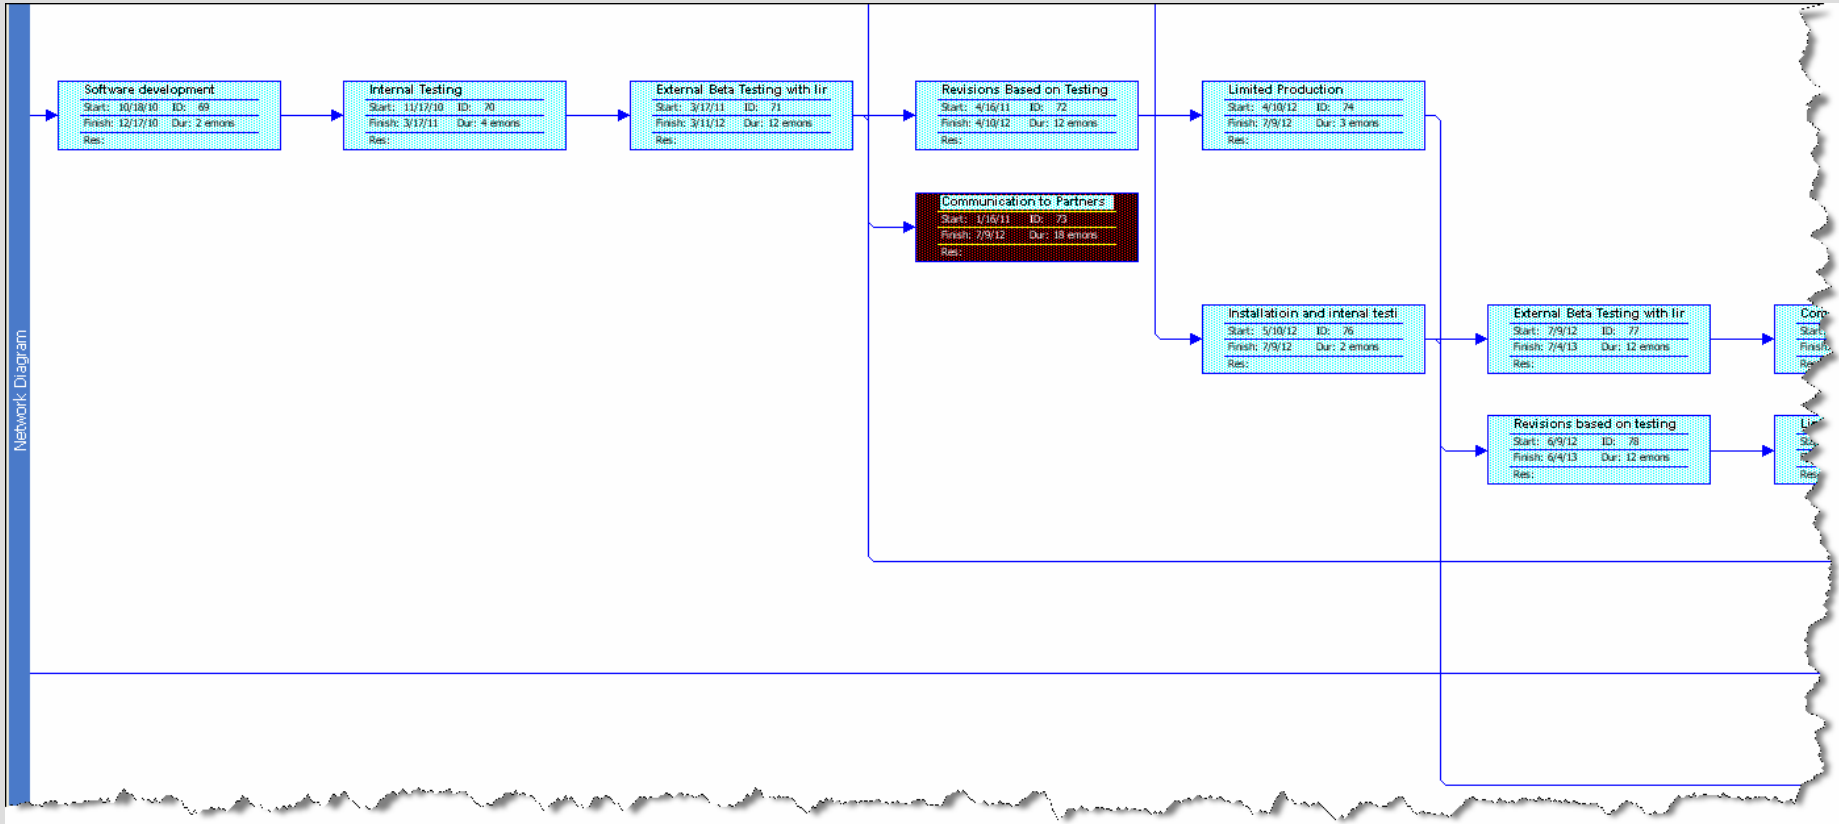 Network Diagram
Software development
Start: 10/18/10 ID: 69
Finish: 12/17/10 Dur: 2 emons
Res:
Internal Testing
Start: 11/17/10 ID: 70
Finish: 3/17/11 Dur: 4 emons
Res:
External Beta Testing with lir
Start: 3/17/11 ID: 71
Finish: 3/11/12 Dur: 12 emons
Res:
Revisions Based on Testing
Start: 4/16/11 ID: 72
Finish: 4/10/12 Dur: 12 emons
Res:
Limited Production
Start: 4/10/12 ID: 74
Finish: 7/9/12 Dur: 3 emons
Res:
Communication to Partners
Start: 1/16/11 ID: 73
Finish: 7/9/12 Dur: 18 emons
Res:
Installatioin and intenal testi
Start: 5/10/12 ID: 76
Finish: 7/9/12 Dur: 2 emons
Res:
External Beta Testing with lir
Start: 7/9/12 ID: 77
Finish: 7/4/13 Dur: 12 emons
Res:
Com
Start:
Finish:
Res:
Revisions based on testing
Start: 6/9/12 ID: 78
Finish: 6/4/13 Dur: 12 emons
Res:
Res: